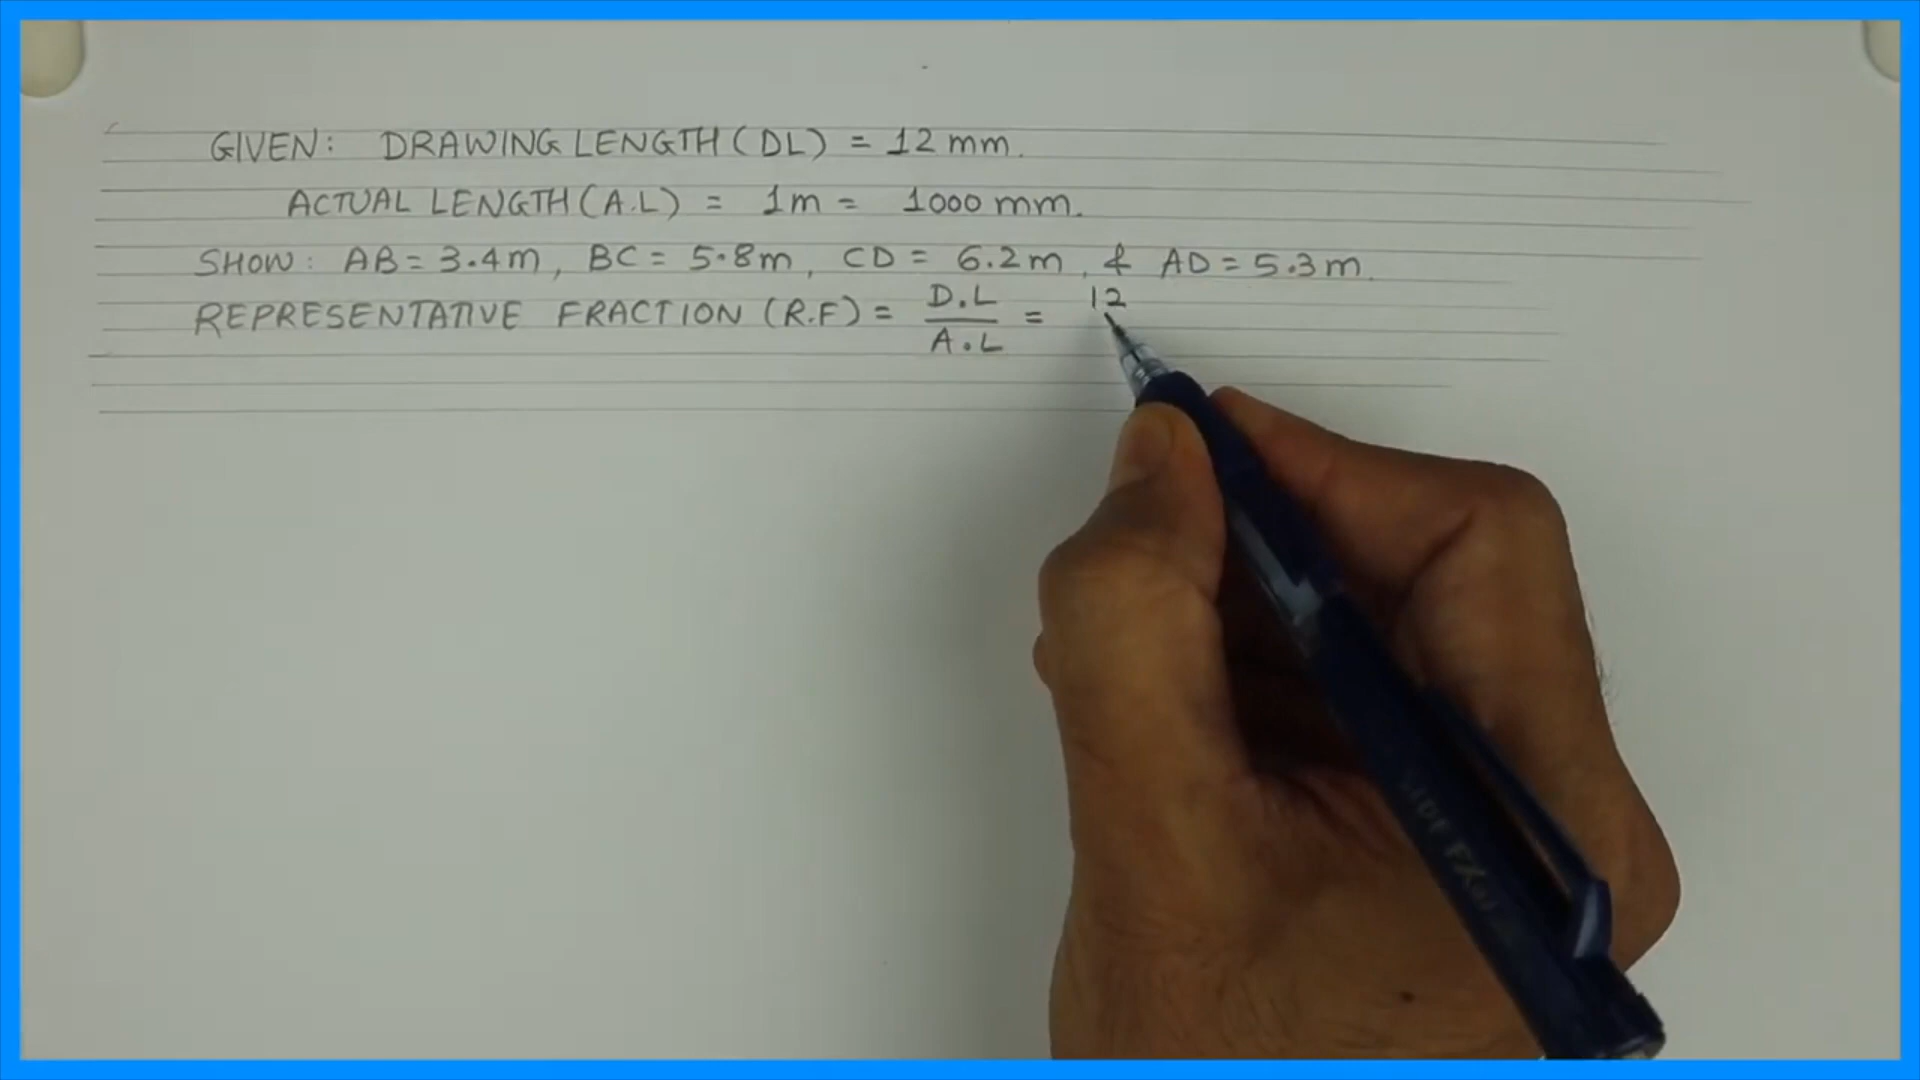 GIVEN: DRAWING LENGTH (DL) = 12 mm.
ACTUAL LENGTH (A.L) = 1m = 1000 mm.
SHOW: AB = 3.4m, BC = 5.8m, CD = 6.2m, & AD = 5.3m.
REPRESENTATIVE FRACTION (R.F) = D.L / A.L = 12